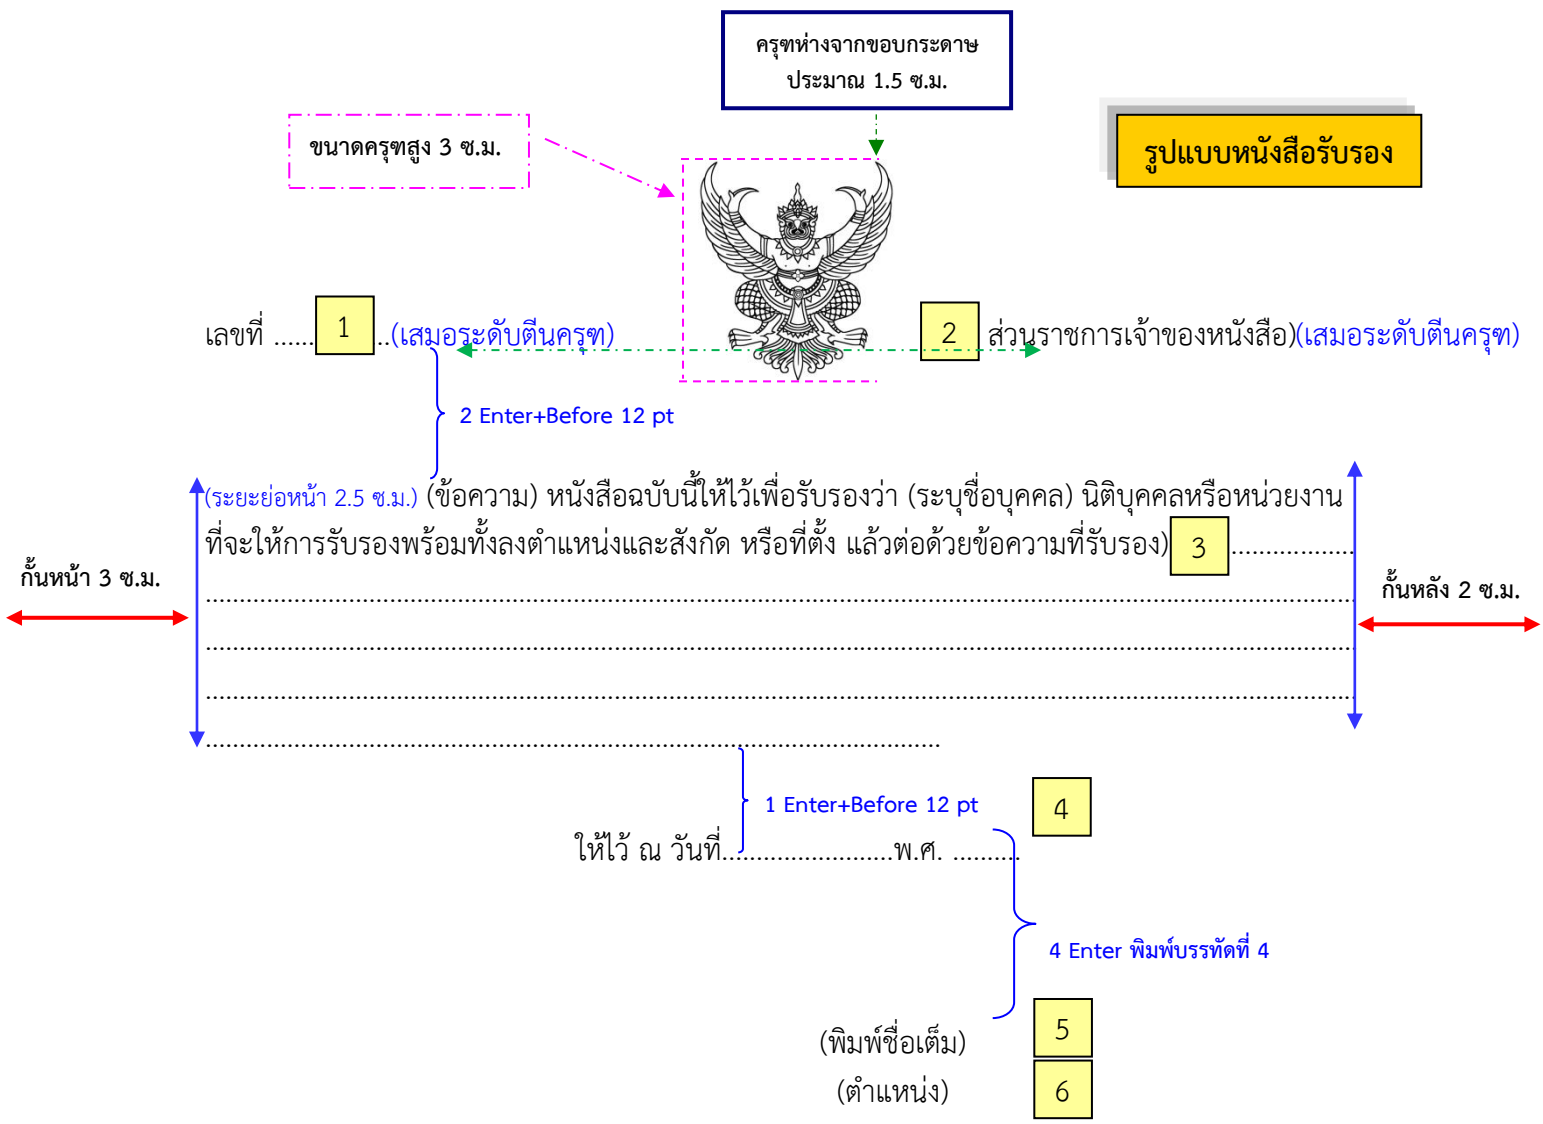 ครุฑห่างจากขอบกระดาษ
ประมาณ 1.5 ซ.ม.
ขนาดครุฑสูง 3 ซ.ม.
รูปแบบหนังสือรับรอง
เลขที่ ...... 1 ..(เสมอระดับตีนครุฑ)
2 ส่วนราชการเจ้าของหนังสือ)(เสมอระดับตีนครุฑ)
2 Enter+Before 12 pt
(ระยะย่อหน้า 2.5 ซ.ม.) (ข้อความ) หนังสือฉบับนี้ให้ไว้เพื่อรับรองว่า (ระบุชื่อบุคคล) นิติบุคคลหรือหน่วยงาน
ที่จะให้การรับรองพร้อมทั้งลงตำแหน่งและสังกัด หรือที่ตั้ง แล้วต่อด้วยข้อความที่รับรอง) 3 ..................
กั้นหน้า 3 ซ.ม.
กั้นหลัง 2 ซ.ม.
1 Enter+Before 12 pt
4
ให้ไว้ ณ วันที่.........................พ.ศ. ..........
4 Enter พิมพ์บรรทัดที่ 4
(พิมพ์ชื่อเต็ม) 5
(ตำแหน่ง) 6